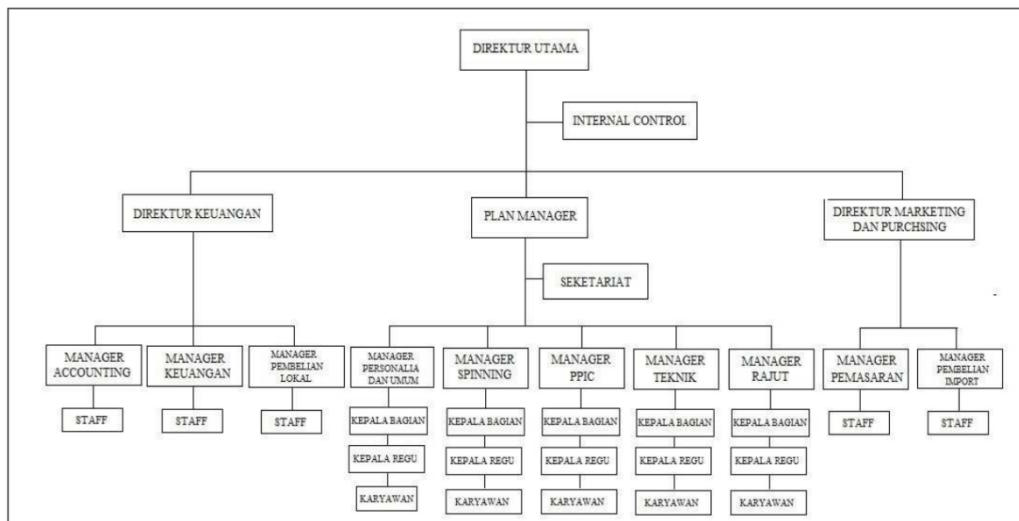 DIREKTUR UTAMA
INTERNAL CONTROL
DIREKTUR KEUANGAN
PLAN MANAGER
DIREKTUR MARKETING
DAN PURCHSING
SEKETARIAT
MANAGER
ACCOUNTING
MANAGER
KEUANGAN
MANAGER
PEMBELIAN
LOKAL
MANAGER
PERSONALIA
DAN UMUM
MANAGER
SPINNING
MANAGER
PPIC
MANAGER
TEKNIK
MANAGER
RAJUT
MANAGER
PEMASARAN
MANAGER
PEMBELIAN
IMPORT
STAFF
STAFF
STAFF
KEPALA BAGIAN
KEPALA BAGIAN
KEPALA BAGIAN
KEPALA BAGIAN
KEPALA BAGIAN
STAFF
STAFF
KEPALA REGU
KEPALA REGU
KEPALA REGU
KEPALA REGU
KEPALA REGU
KARYAWAN
KARYAWAN
KARYAWAN
KARYAWAN
KARYAWAN